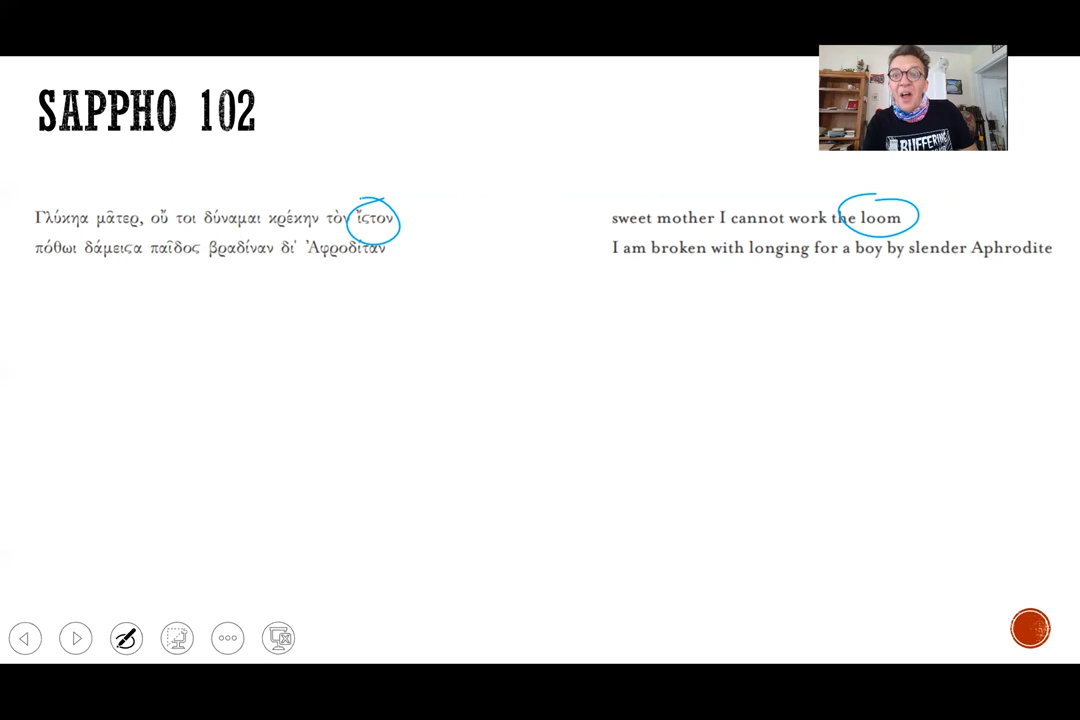 SAPPHO 102
Γλύκηα μᾶτερ, οὔ τοι δύναμαι κρέκην τὸν ἴϲτον
πόθωι δάμειϲα παῖδοϲ βραδίναν δι᾽ Ἀφροδίταν
sweet mother I cannot work the loom
I am broken with longing for a boy by slender Aphrodite
BUFFERING